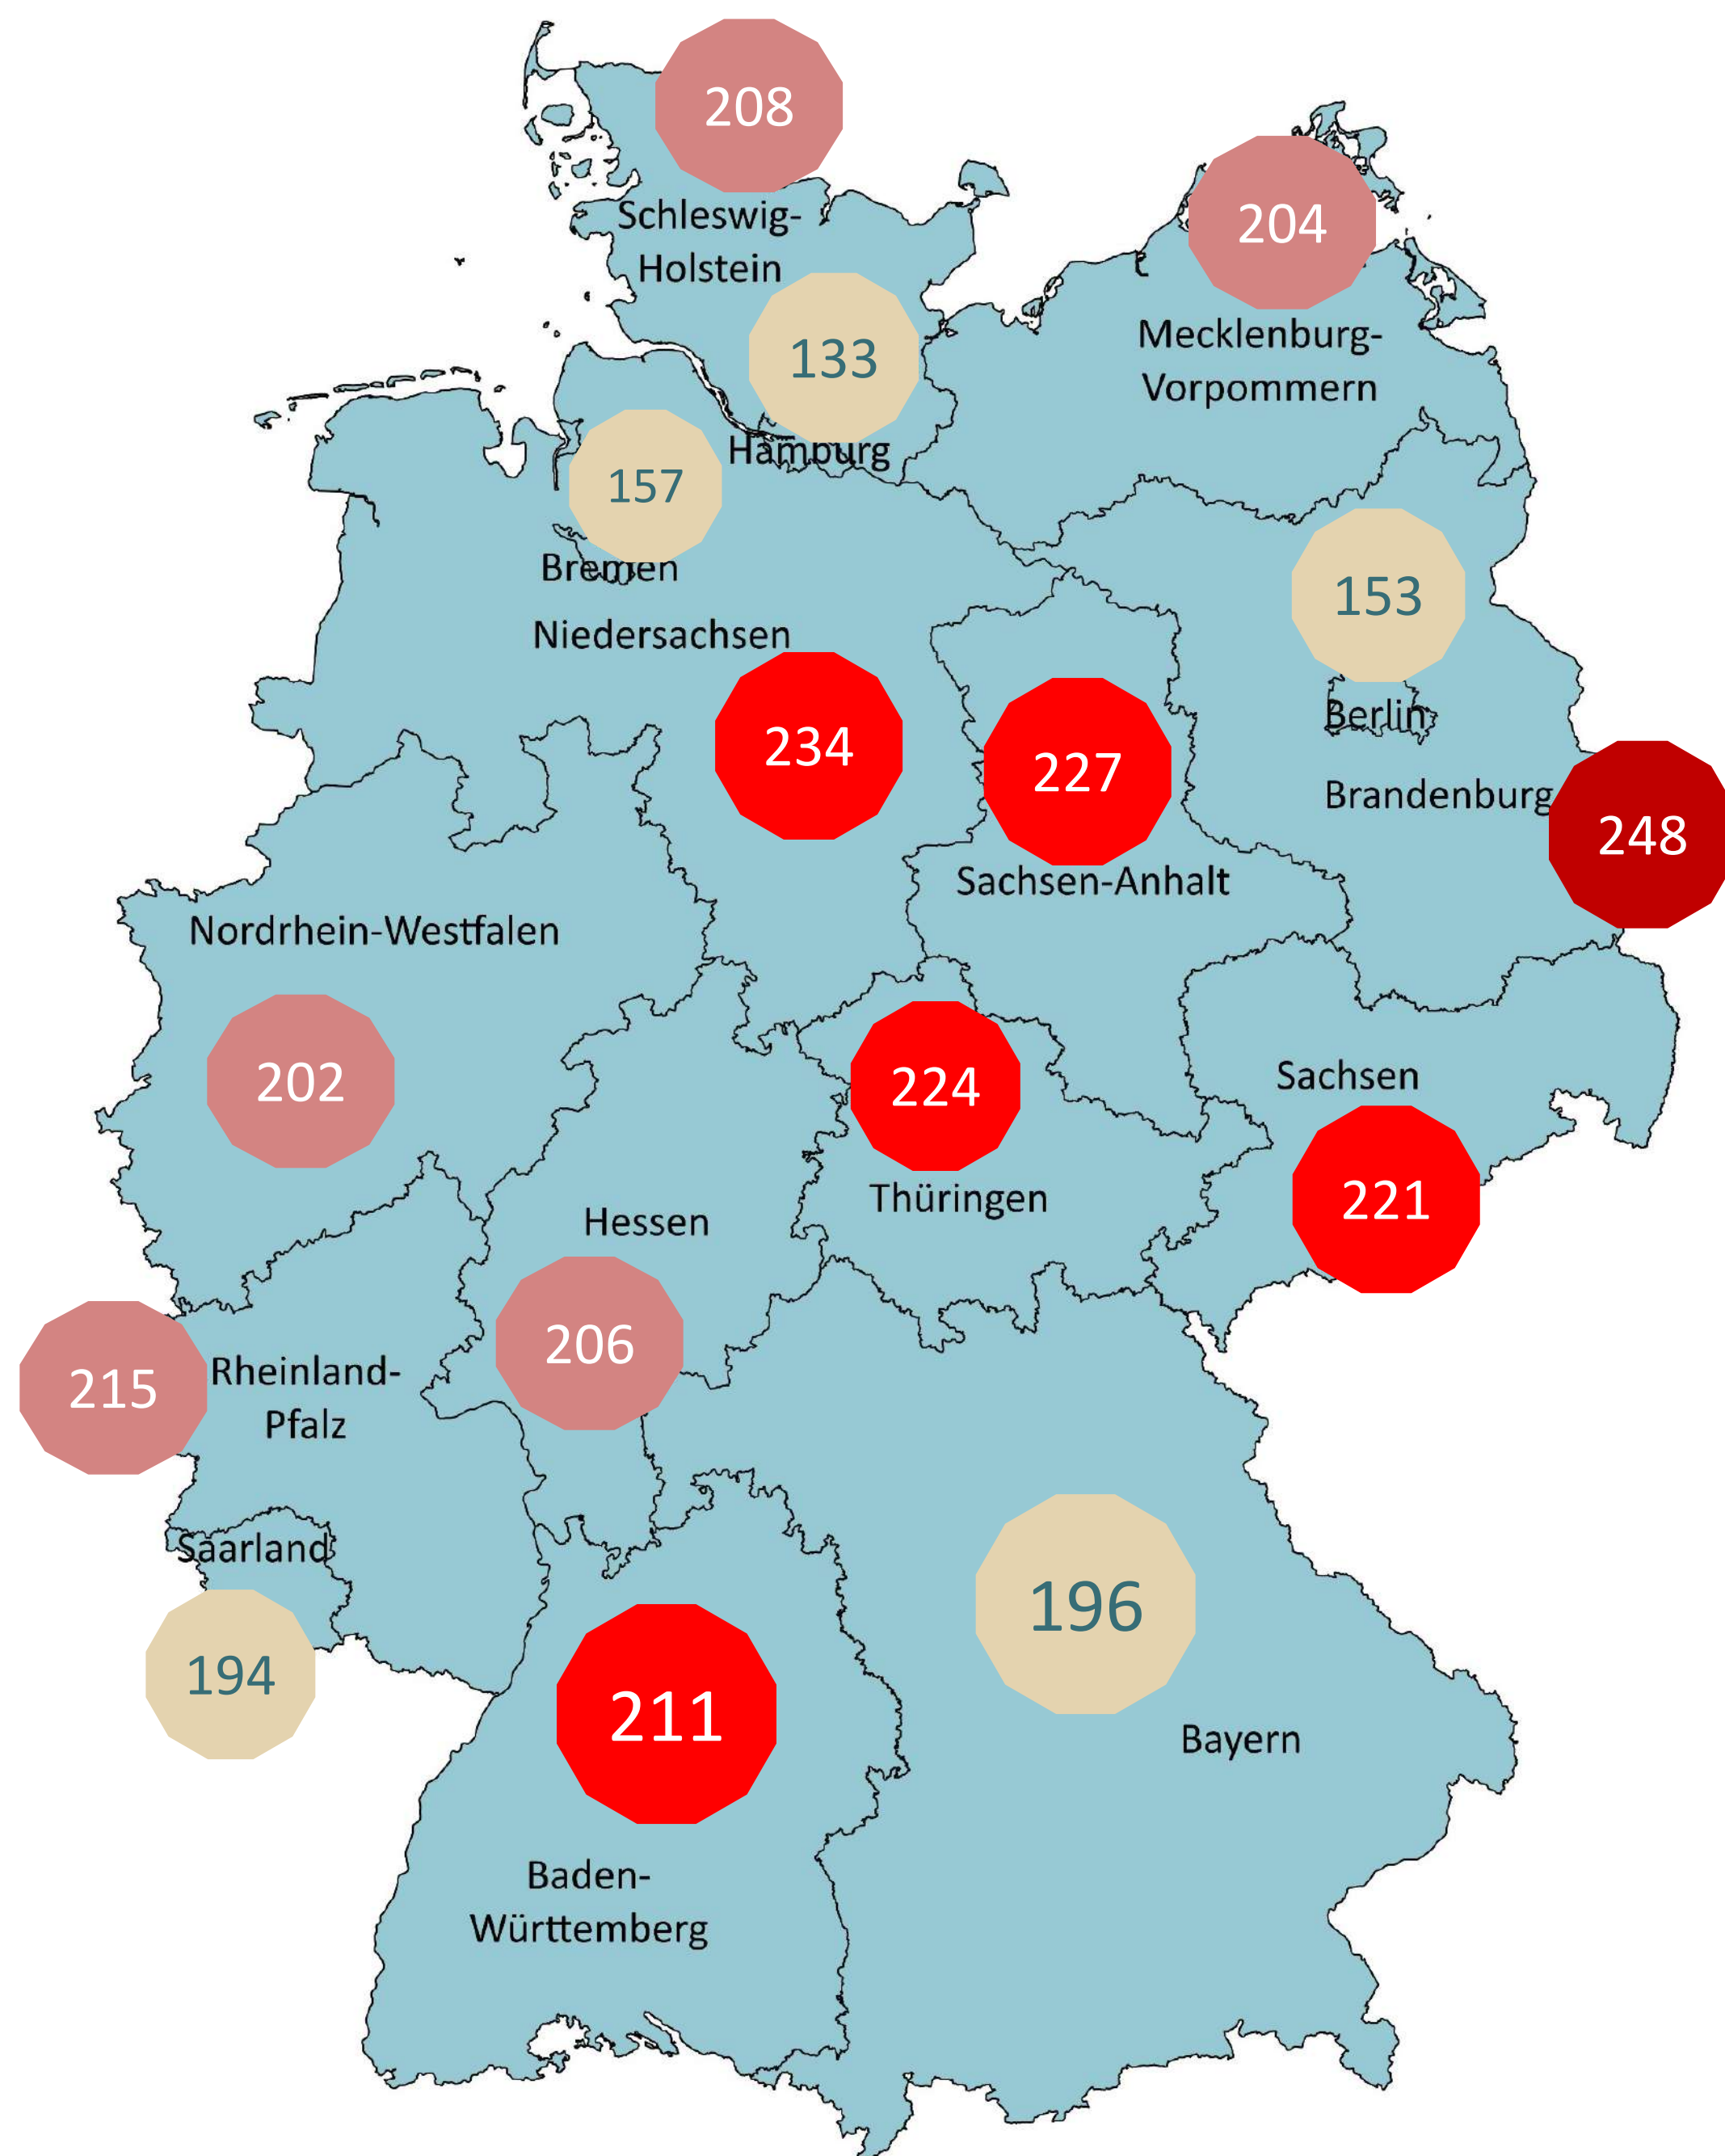 208
Schleswig-
Holstein
204
Mecklenburg-
Vorpommern
133
Hamburg
157
Bremen
Niedersachsen
153
Berlin
Brandenburg
248
234
227
Sachsen-Anhalt
Nordrhein-Westfalen
202
224
Thüringen
Sachsen
221
Hessen
206
215
Rheinland-
Pfalz
Saarland
194
196
Bayern
211
Baden-
Württemberg